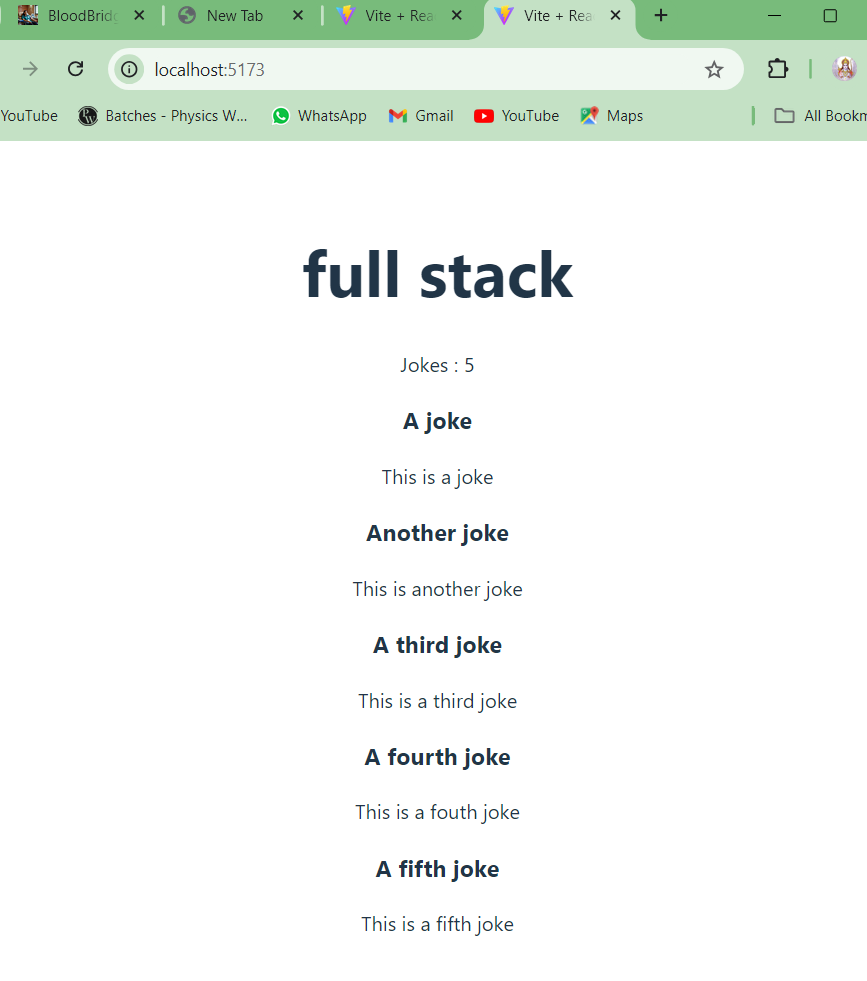 BloodBridg
New Tab
Vite + Rea
Vite + Rea
localhost:5173
YouTube
Batches - Physics W...
WhatsApp
Gmail
YouTube
Maps
All Bookm
full stack
Jokes : 5
A joke
This is a joke
Another joke
This is another joke
A third joke
This is a third joke
A fourth joke
This is a fouth joke
A fifth joke
This is a fifth joke